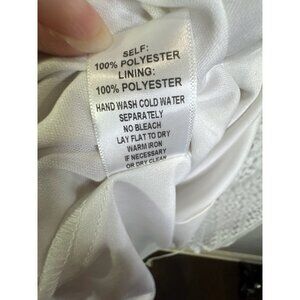 SELF:
100% POLYESTER
LINING:
100% POLYESTER
HAND WASH COLD WATER
SEPARATELY
NO BLEACH
LAY FLAT TO DRY
WARM IRON
IF NECESSARY
OR DRY CLEAN